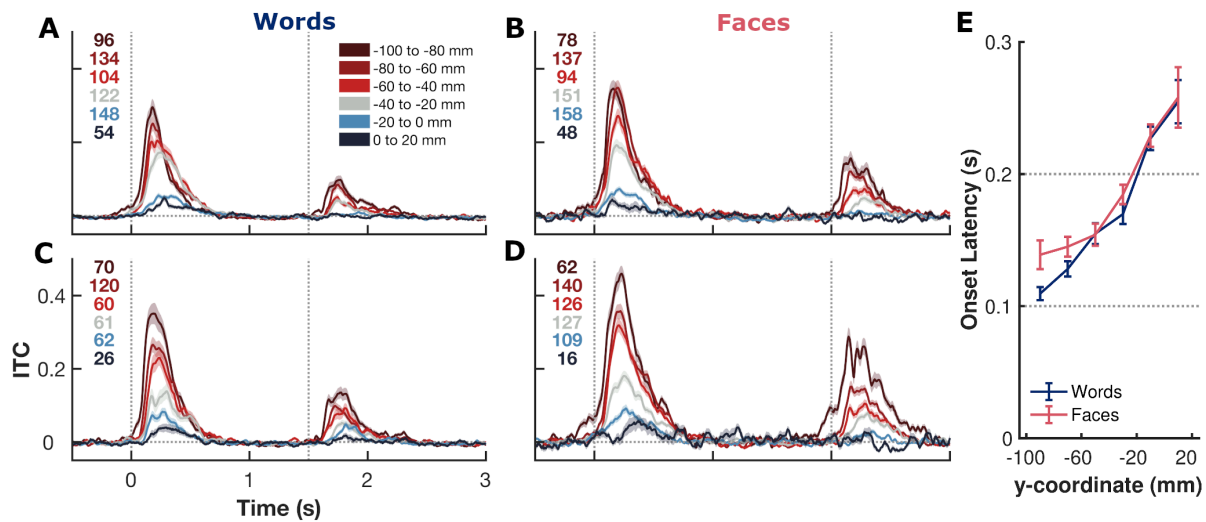 Words
Faces
A
96
134
104
122
148
54
-100 to -80 mm
-80 to -60 mm
-60 to -40 mm
-40 to -20 mm
-20 to 0 mm
0 to 20 mm
B
78
137
94
151
158
48
C
70
120
60
61
62
26
ITC
0.4
0.2
0
0
1
2
3
Time (s)
D
62
140
126
127
109
16
E
Onset Latency (s)
0.3
0.2
0.1
0
Words
Faces
-100
-60
-20
20
y-coordinate (mm)